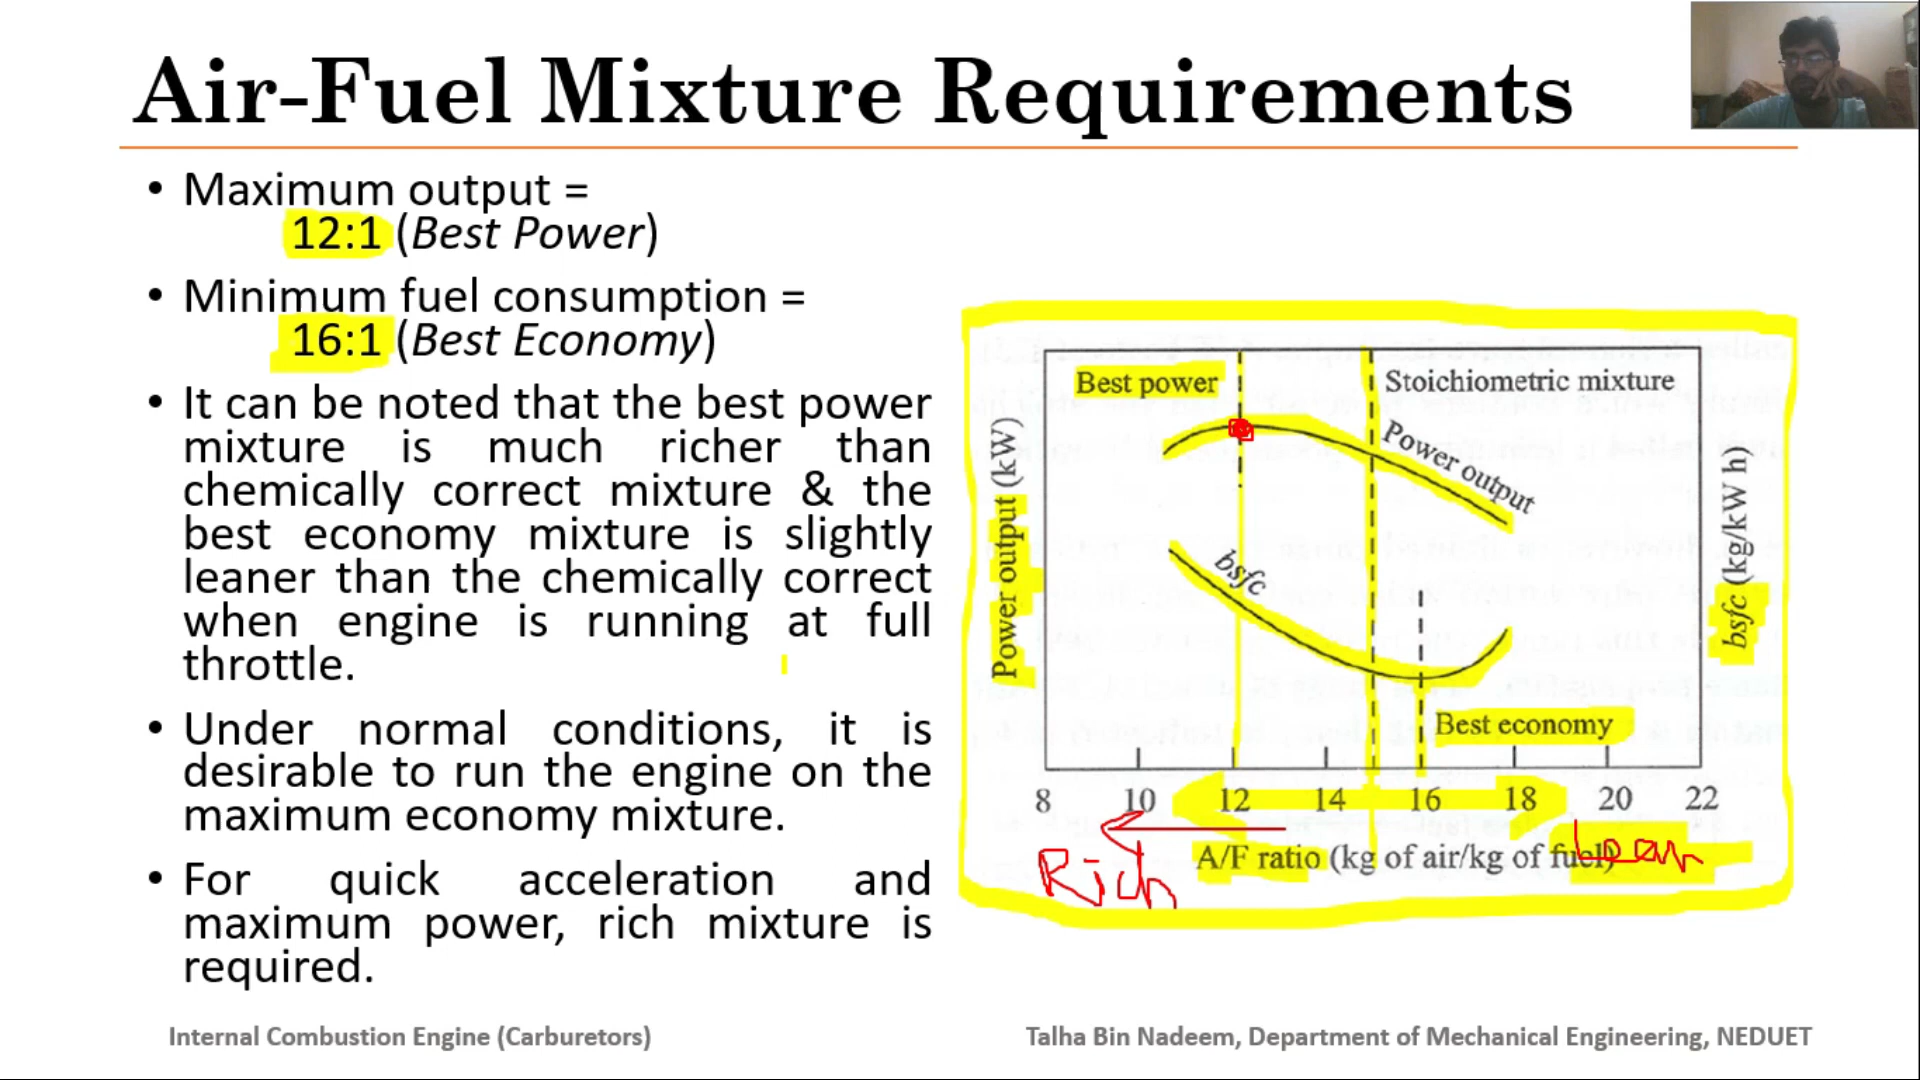 Air-Fuel Mixture Requirements
• Maximum output =
12:1 (Best Power)
• Minimum fuel consumption =
16:1 (Best Economy)
• It can be noted that the best power
mixture is much richer than
chemically correct mixture & the
best economy mixture is slightly
leaner than the chemically correct
when engine is running at full
throttle.
• Under normal conditions, it is
desirable to run the engine on the
maximum economy mixture.
• For quick acceleration and
maximum power, rich mixture is
required.
Best power
Stoichiometric mixture
Power output
bsfc
Best economy
Power output (kW)
bsfc (kg/kW h)
8 10 12 14 16 18 20 22
A/F ratio (kg of air/kg of fuel)
Rich
Lean
Internal Combustion Engine (Carburetors)
Talha Bin Nadeem, Department of Mechanical Engineering, NEDUET